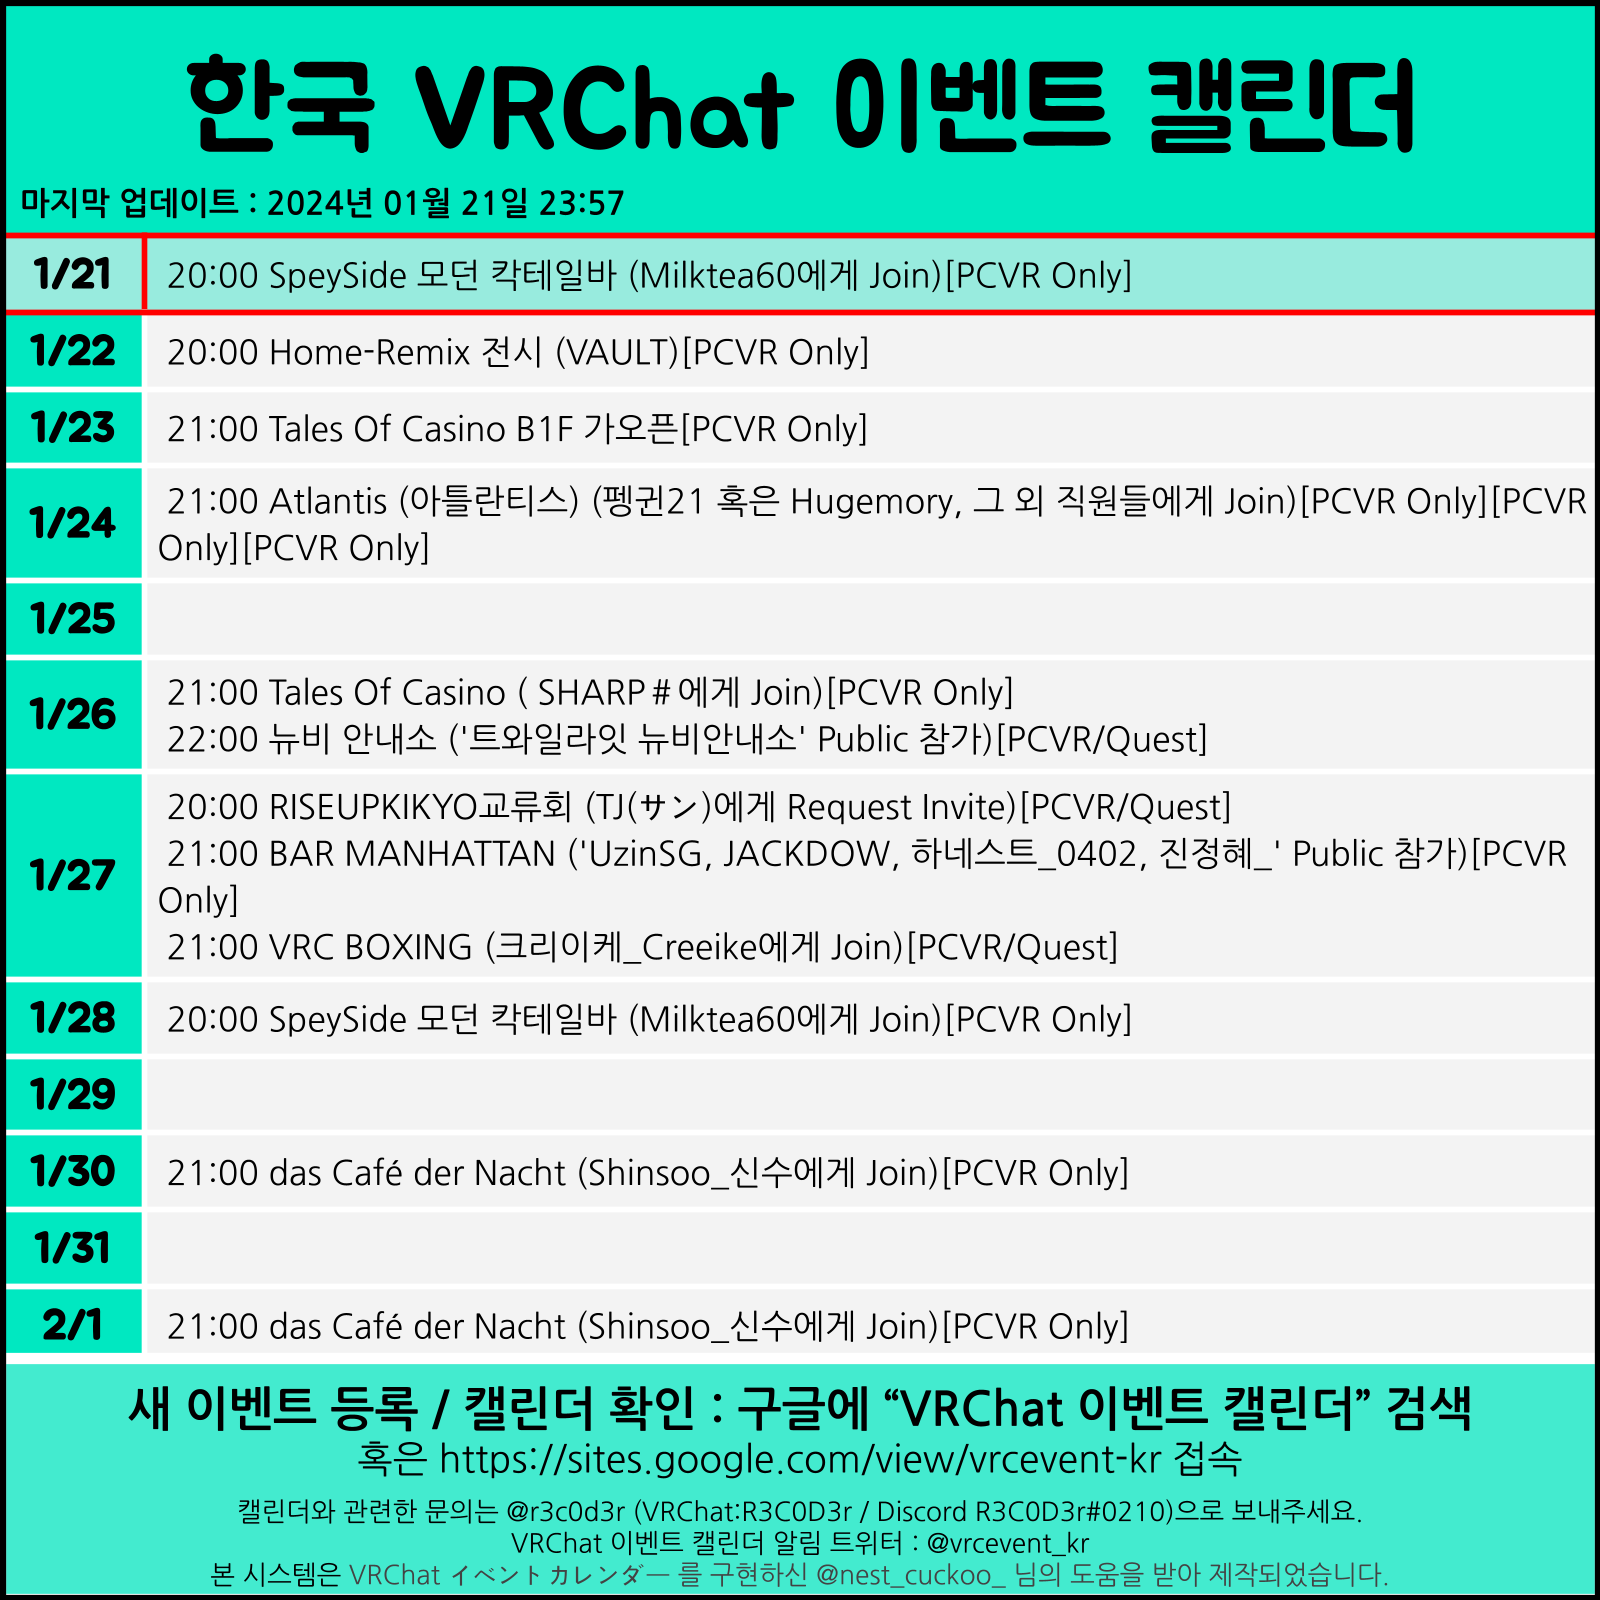 한국 VRChat 이벤트 캘린더
마지막 업데이트 : 2024년 01월 21일 23:57
1/21 20:00 SpeySide 모던 칵테일바 (Milktea60에게 Join)[PCVR Only]
1/22 20:00 Home-Remix 전시 (VAULT)[PCVR Only]
1/23 21:00 Tales Of Casino B1F 가오픈[PCVR Only]
1/24 21:00 Atlantis (아틀란티스) (펭귄21 혹은 Hugemory, 그 외 직원들에게 Join)[PCVR Only][PCVR
Only][PCVR Only]
1/25
1/26 21:00 Tales Of Casino ( SHARP＃에게 Join)[PCVR Only]
22:00 뉴비 안내소 ('트와일라잇 뉴비안내소' Public 참가)[PCVR/Quest]
1/27 20:00 RISEUPKIKYO교류회 (TJ(サン)에게 Request Invite)[PCVR/Quest]
21:00 BAR MANHATTAN ('UzinSG, JACKDOW, 하네스트_0402, 진정혜_' Public 참가)[PCVR
Only]
21:00 VRC BOXING (크리이케_Creeike에게 Join)[PCVR/Quest]
1/28 20:00 SpeySide 모던 칵테일바 (Milktea60에게 Join)[PCVR Only]
1/29
1/30 21:00 das Café der Nacht (Shinsoo_신수에게 Join)[PCVR Only]
1/31
2/1 21:00 das Café der Nacht (Shinsoo_신수에게 Join)[PCVR Only]
새 이벤트 등록 / 캘린더 확인 : 구글에 “VRChat 이벤트 캘린더” 검색
혹은 https://sites.google.com/view/vrcevent-kr 접속
캘린더와 관련한 문의는 @r3c0d3r (VRChat:R3C0D3r / Discord R3C0D3r#0210)으로 보내주세요.
VRChat 이벤트 캘린더 알림 트위터 : @vrcevent_kr
본 시스템은 VRChat イベントカレンダー 를 구현하신 @nest_cuckoo_ 님의 도움을 받아 제작되었습니다.